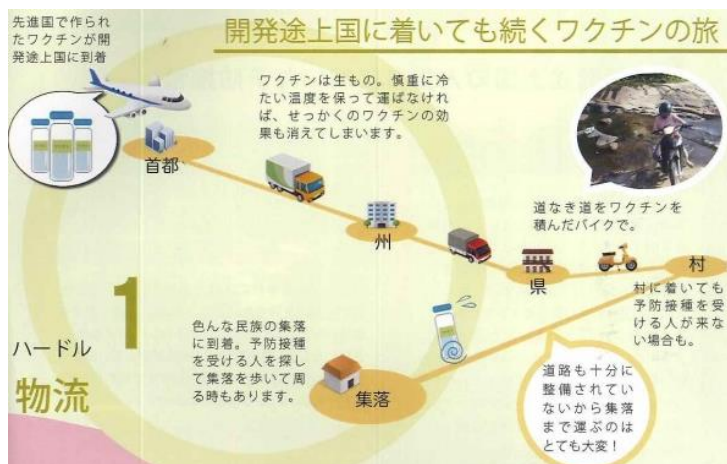 先進国で作られ
たワクチンが開
発途上国に到着
開発途上国に着いても続くワクチンの旅
ワクチンは生もの。慎重に冷
たい温度を保って運ばなけれ
ば、せっかくのワクチンの効
果も消えてしまいます。
首都
州
道なき道をワクチンを
積んだバイクで。
県
村
村に着いても
予防接種を受
ける人が来な
い場合も。
1
ハードル
物流
色んな民族の集落
に到着。予防接種
を受ける人を探し
て集落を歩いて周
る時もあります。
集落
道路も十分に
整備されてい
ないから集落
まで運ぶのは
とても大変！